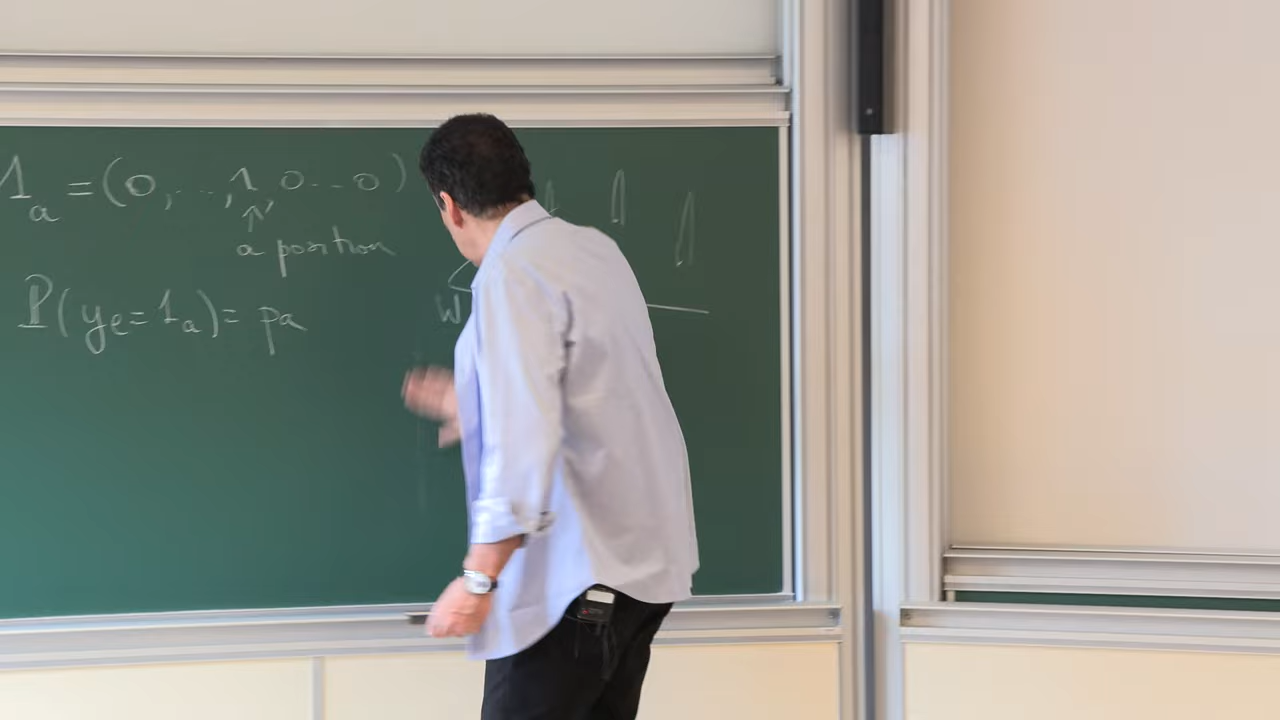 1_a = (0, ..., 1 0 ... 0)
a position
P(y_e = 1_a) = p_a
W